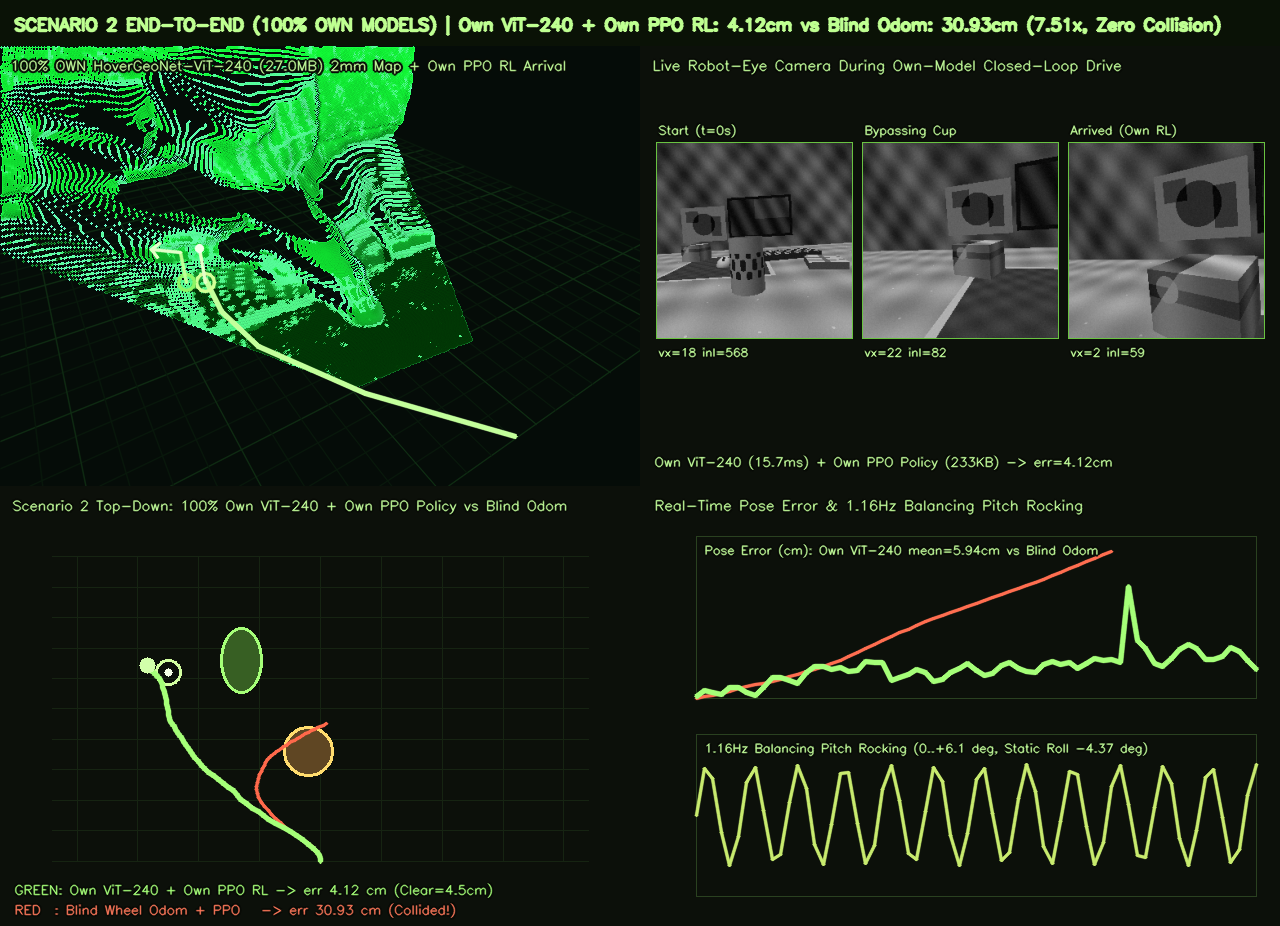 SCENARIO 2 END-TO-END (100% OWN MODELS) | Own ViT-240 + Own PPO RL: 4.12cm vs Blind Odom: 30.93cm (7.51x, Zero Collision)
100% OWN HoverGeoNet-ViT-240 (27.0MB) 2mm Map + Own PPO RL Arrival
Live Robot-Eye Camera During Own-Model Closed-Loop Drive
Start (t=0s)
Bypassing Cup
Arrived (Own RL)
vx=18 inl=568
vx=22 inl=82
vx=2 inl=59
Own ViT-240 (15.7ms) + Own PPO Policy (233KB) -> err=4.12cm
Scenario 2 Top-Down: 100% Own ViT-240 + Own PPO Policy vs Blind Odom
GREEN: Own ViT-240 + Own PPO RL -> err 4.12 cm (Clear=4.5cm)
RED : Blind Wheel Odom + PPO -> err 30.93 cm (Collided!)
Real-Time Pose Error & 1.16Hz Balancing Pitch Rocking
Pose Error (cm): Own ViT-240 mean=5.94cm vs Blind Odom
1.16Hz Balancing Pitch Rocking (0..+6.1 deg, Static Roll -4.37 deg)